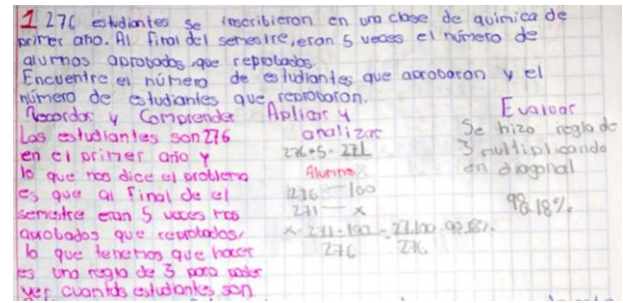 1 276 estudiantes se inscribieron en una clase de quimica de
primer año. Al final del semestre, eran 5 veces el número de
alumnos aprobados que reprobados.
Encuentre el número de estudiantes que aprobaron y el
número de estudiantes que reprobaron.
Recordar y Comprender
Los estudiantes son 276
en el primer año y
lo que nos dice el problema
es que al final de el
semestre eran 5 veces mas
aprobados que reprobados,
lo que tenemos que hacer
es una regla de 3 para poder
ver cuantos estudiantes son
Aplicar y
analizar
276-5=271
Alumnos
276 — 100
271 — x
x=271·100 = 27100 98.18%
276 276
Evaluar
Se hizo regla de
3 multiplicando
en diagonal
98.18%